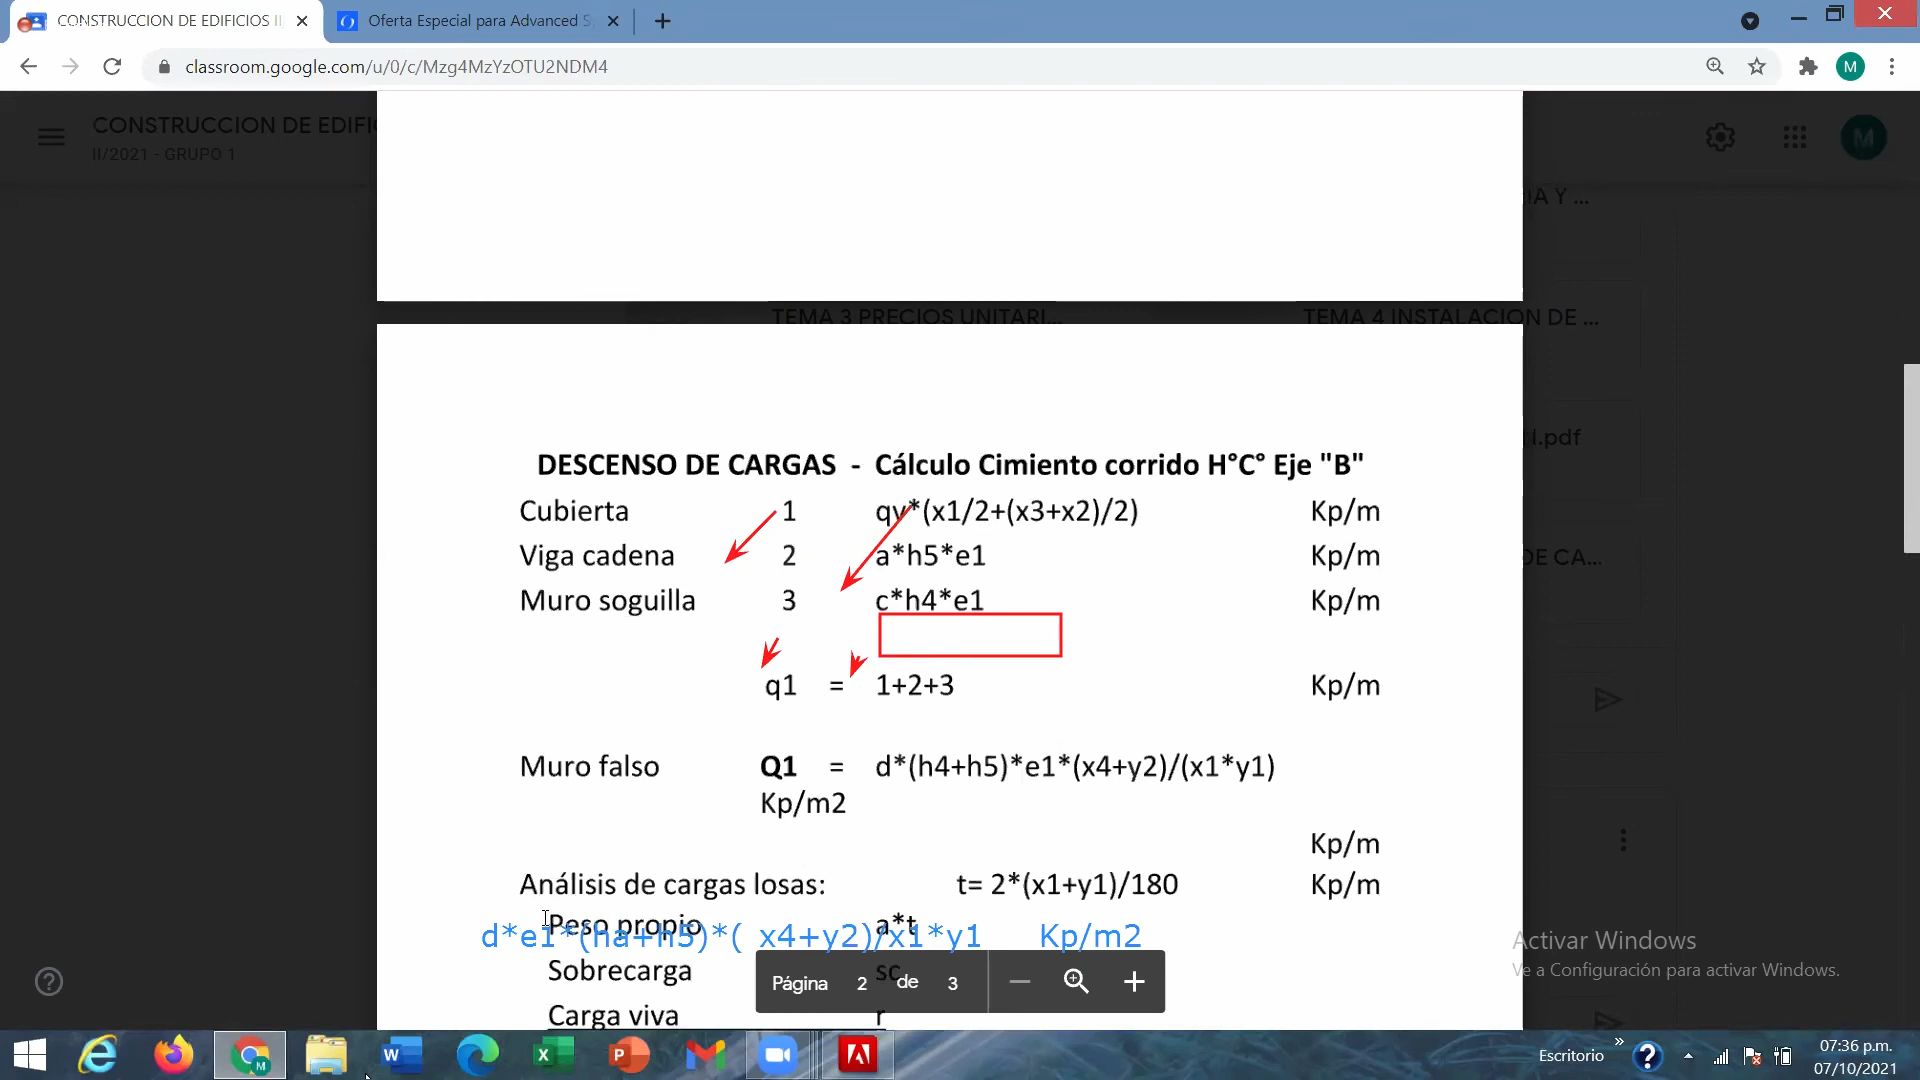 CONSTRUCCION DE EDIFICIOS II
Oferta Especial para Advanced S
classroom.google.com/u/0/c/Mzg4MzYzOTU2NDM4
M
CONSTRUCCION DE EDIFI
II/2021 - GRUPO 1
M
IA Y ...
TEMA 3 PRECIOS UNITARI...
TEMA 4 INSTALACION DE ...
i.pdf
DE CA...
DESCENSO DE CARGAS - Cálculo Cimiento corrido H°C° Eje "B"
Cubierta 1 qv*(x1/2+(x3+x2)/2) Kp/m
Viga cadena 2 a*h5*e1 Kp/m
Muro soguilla 3 c*h4*e1 Kp/m
q1 = 1+2+3 Kp/m
Muro falso Q1 = d*(h4+h5)*e1*(x4+y2)/(x1*y1)
Kp/m2
Kp/m
Análisis de cargas losas: t= 2*(x1+y1)/180 Kp/m
Peso propio a*t
d*e1*(ha+h5)*( x4+y2)/x1*y1 Kp/m2
Sobrecarga sc
Carga viva r
Página 2 de 3
Activar Windows
Ve a Configuración para activar Windows.
Escritorio
07:36 p.m.
07/10/2021